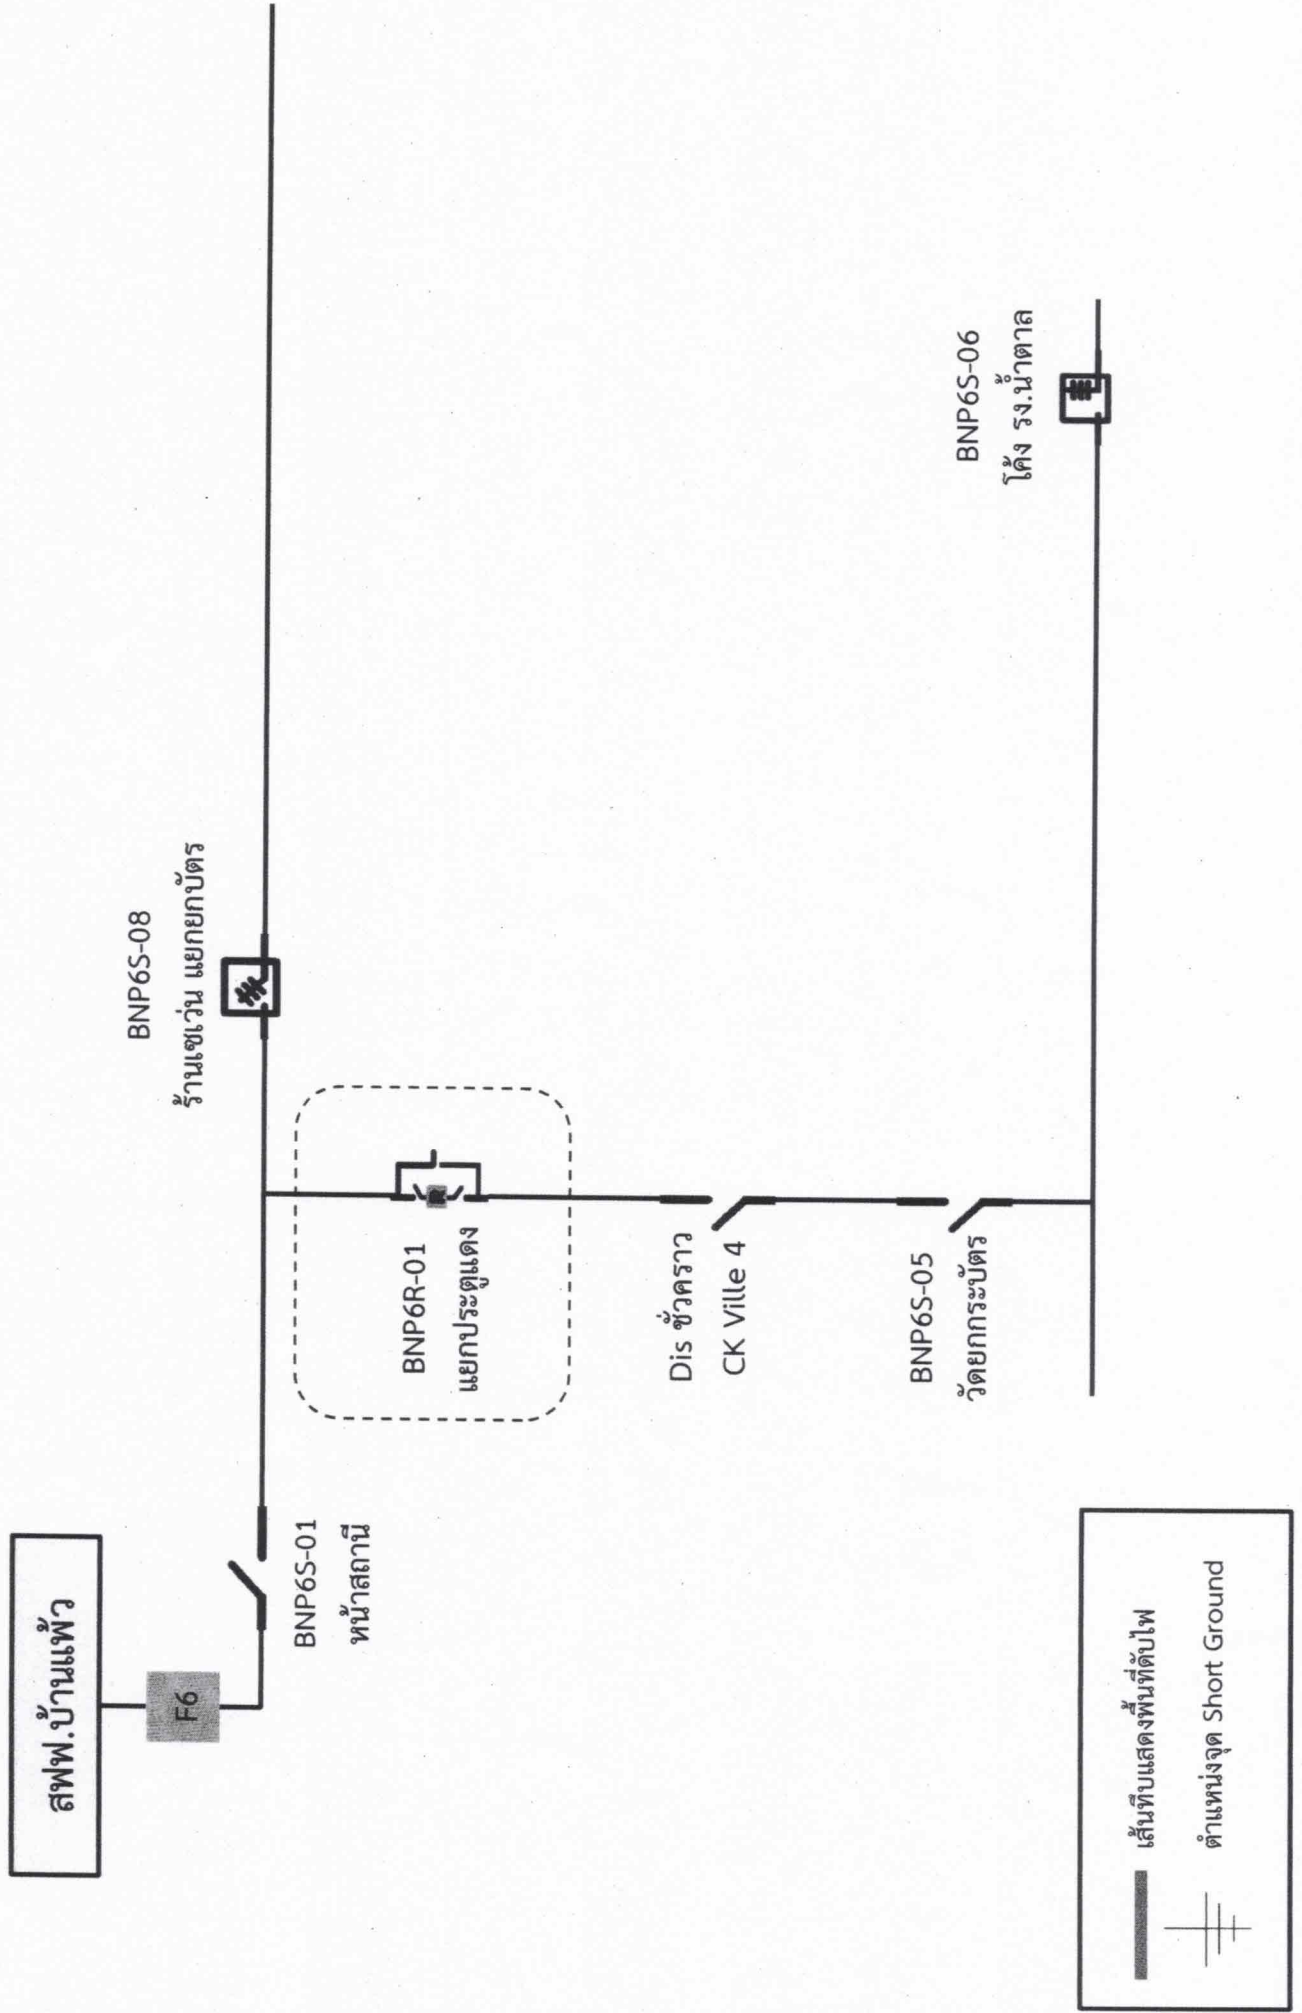 สฟฟ.บ้านแพ้ว
F6
BNP6S-01
หน้าสถานี
BNP6S-08
ร้านเซเว่น แยกยกบัตร
R
BNP6R-01
แยกประตูแดง
Dis ชั่วคราว
CK Ville 4
BNP6S-05
วัดยกกระบัตร
BNP6S-06
โค้ง รง.น้ำตาล
เส้นทึบแสดงพื้นที่ดับไฟ
ตำแหน่งจุด Short Ground